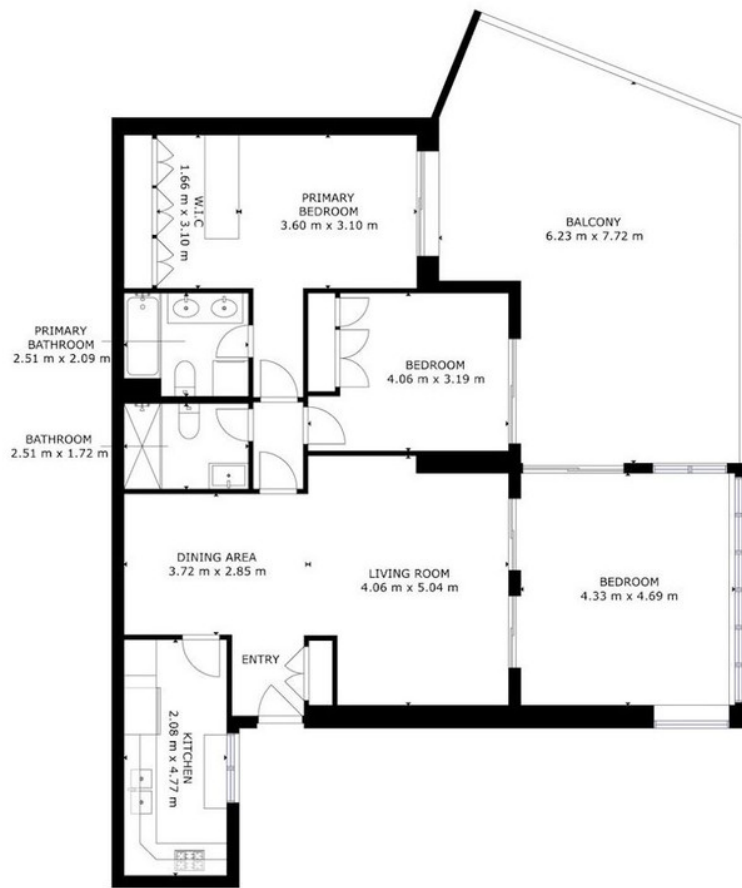 PRIMARY
BEDROOM
3.60 m x 3.10 m
W.I.C
1.66 m x 3.10 m
BALCONY
6.23 m x 7.72 m
PRIMARY
BATHROOM
2.51 m x 2.09 m
BEDROOM
4.06 m x 3.19 m
BATHROOM
2.51 m x 1.72 m
DINING AREA
3.72 m x 2.85 m
LIVING ROOM
4.06 m x 5.04 m
BEDROOM
4.33 m x 4.69 m
ENTRY
KITCHEN
2.08 m x 4.77 m